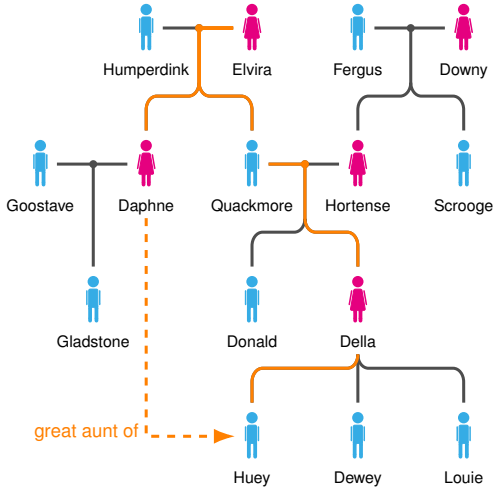 Humperdink Elvira Fergus Downy
Goostave Daphne Quackmore Hortense Scrooge
Gladstone Donald Della
great aunt of
Huey Dewey Louie